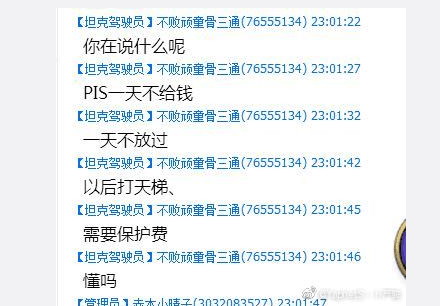 【坦克驾驶员】不败顽童骨三通(76555134) 23:01:22
你在说什么呢
【坦克驾驶员】不败顽童骨三通(76555134) 23:01:27
PIS一天不给钱
【坦克驾驶员】不败顽童骨三通(76555134) 23:01:32
一天不放过
【坦克驾驶员】不败顽童骨三通(76555134) 23:01:42
以后打天梯、
【坦克驾驶员】不败顽童骨三通(76555134) 23:01:45
需要保护费
【坦克驾驶员】不败顽童骨三通(76555134) 23:01:46
懂吗
【管理员】赤木小晴子(3032083527) 23:01:47